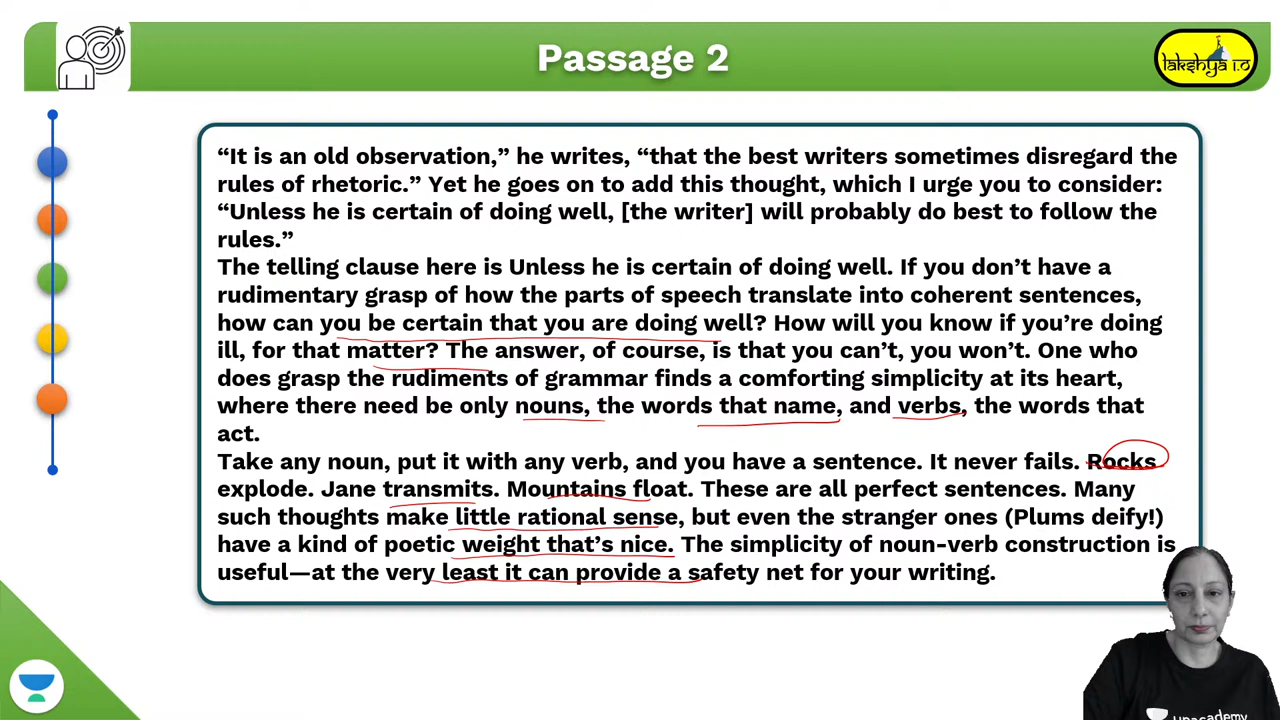 Passage 2
lakshya 1.0
“It is an old observation,” he writes, “that the best writers sometimes disregard the
rules of rhetoric.” Yet he goes on to add this thought, which I urge you to consider:
“Unless he is certain of doing well, [the writer] will probably do best to follow the
rules.”
The telling clause here is Unless he is certain of doing well. If you don’t have a
rudimentary grasp of how the parts of speech translate into coherent sentences,
how can you be certain that you are doing well? How will you know if you’re doing
ill, for that matter? The answer, of course, is that you can’t, you won’t. One who
does grasp the rudiments of grammar finds a comforting simplicity at its heart,
where there need be only nouns, the words that name, and verbs, the words that
act.
Take any noun, put it with any verb, and you have a sentence. It never fails. Rocks
explode. Jane transmits. Mountains float. These are all perfect sentences. Many
such thoughts make little rational sense, but even the stranger ones (Plums deify!)
have a kind of poetic weight that’s nice. The simplicity of noun-verb construction is
useful—at the very least it can provide a safety net for your writing.